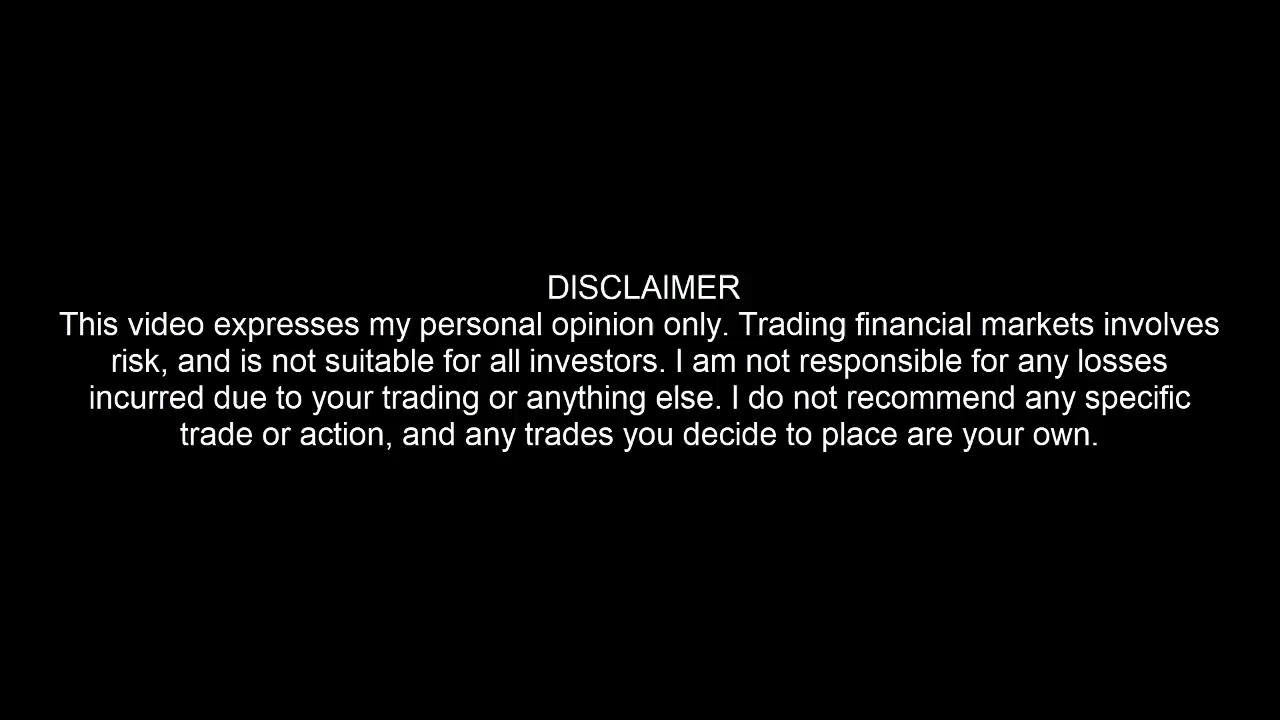 DISCLAIMER
This video expresses my personal opinion only. Trading financial markets involves
risk, and is not suitable for all investors. I am not responsible for any losses
incurred due to your trading or anything else. I do not recommend any specific
trade or action, and any trades you decide to place are your own.